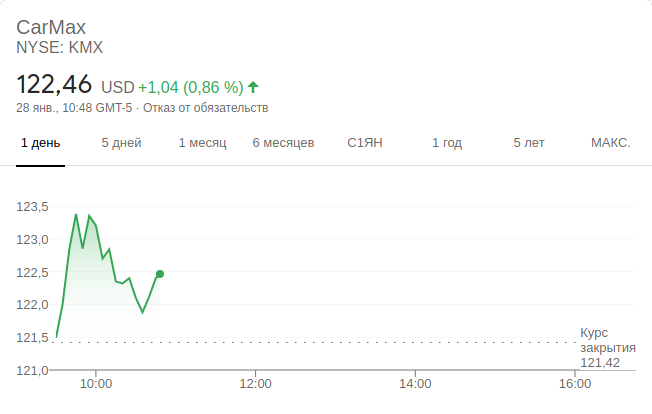 CarMax
NYSE: KMX
122,46 USD +1,04 (0,86 %)
28 янв., 10:48 GMT-5 · Отказ от обязательств
1 день 5 дней 1 месяц 6 месяцев С1ЯН 1 год 5 лет МАКС.
123,5
123,0
122,5
122,0
121,5
121,0
Курс
закрытия
121,42
10:00 12:00 14:00 16:00